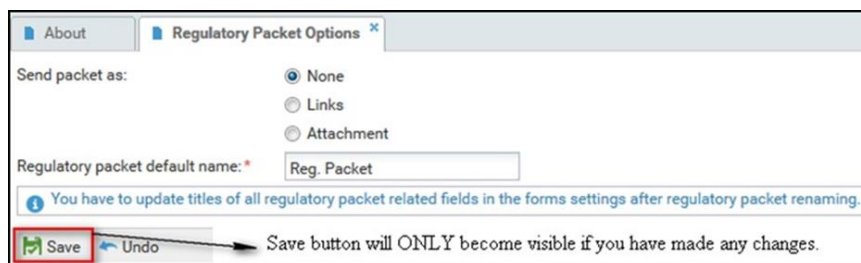 About
Regulatory Packet Options
Send packet as:
None
Links
Attachment
Regulatory packet default name:*
Reg. Packet
You have to update titles of all regulatory packet related fields in the forms settings after regulatory packet renaming.
Save
Undo
Save button will ONLY become visible if you have made any changes.